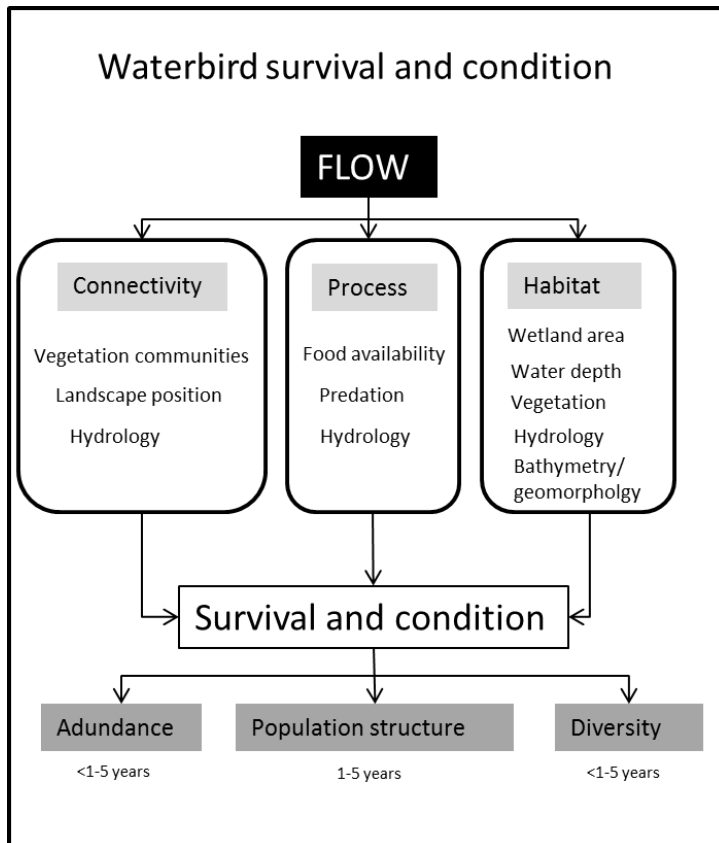 Waterbird survival and condition
FLOW
Connectivity
Vegetation communities
Landscape position
Hydrology
Process
Food availability
Predation
Hydrology
Habitat
Wetland area
Water depth
Vegetation
Hydrology
Bathymetry/
geomorpholgy
Survival and condition
Adundance
<1-5 years
Population structure
1-5 years
Diversity
<1-5 years